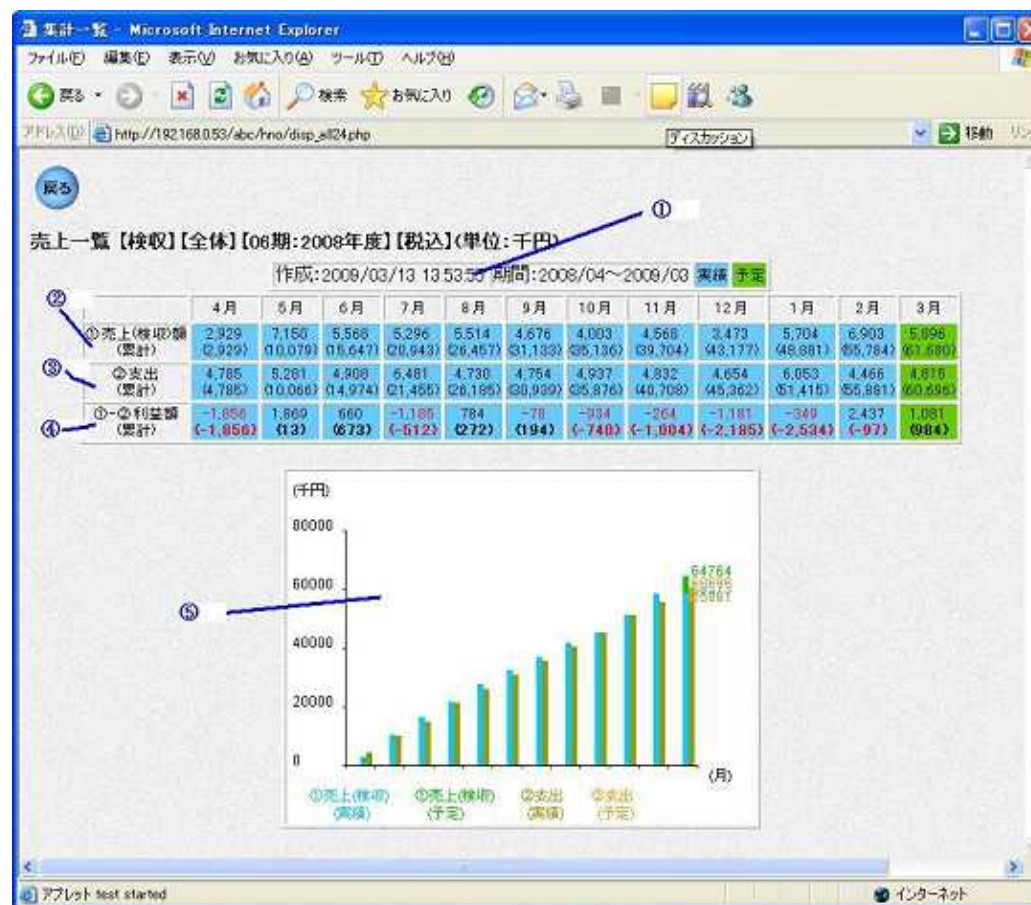 集計一覧 - Microsoft Internet Explorer
ファイル(F) 編集(E) 表示(V) お気に入り(A) ツール(T) ヘルプ(H)
戻る 検索 お気に入り
アドレス(D) http://192.168.0.53/abc/hno/disp_all24.php 移動 リン
ディスカッション
戻る
①
売上一覧【検収】【全体】【06期:2008年度】【税込】(単位:千円)
作成:2009/03/13 13:53:55 期間:2008/04～2009/03 実績 予定
②
4月 5月 6月 7月 8月 9月 10月 11月 12月 1月 2月 3月
①売上(検収)額 2,929 7,150 5,568 5,296 5,514 4,676 4,003 4,568 3,473 5,704 6,903 5,896
(累計) (2,929) (10,079) (15,647) (20,943) (26,457) (31,133) (35,136) (39,704) (43,177) (48,881) (55,784) (61,680)
③
②支出 4,785 5,281 4,908 6,481 4,730 4,754 4,937 4,832 4,654 6,053 4,466 4,815
(累計) (4,785) (10,066) (14,974) (21,455) (26,185) (30,939) (35,876) (40,708) (45,362) (51,415) (55,881) (60,696)
④
①-②利益額 -1,856 1,869 660 -1,185 784 -78 -934 -264 -1,181 -349 2,437 1,081
(累計) (-1,856) (13) (673) (-512) (272) (194) (-740) (-1,004) (-2,185) (-2,534) (-97) (984)
(千円)
80000
60000
40000
20000
0
64764
⑤
(月)
①売上(検収) ①売上(検収) ②支出 ②支出
(実績) (予定) (実績) (予定)
アプレット test started インターネット